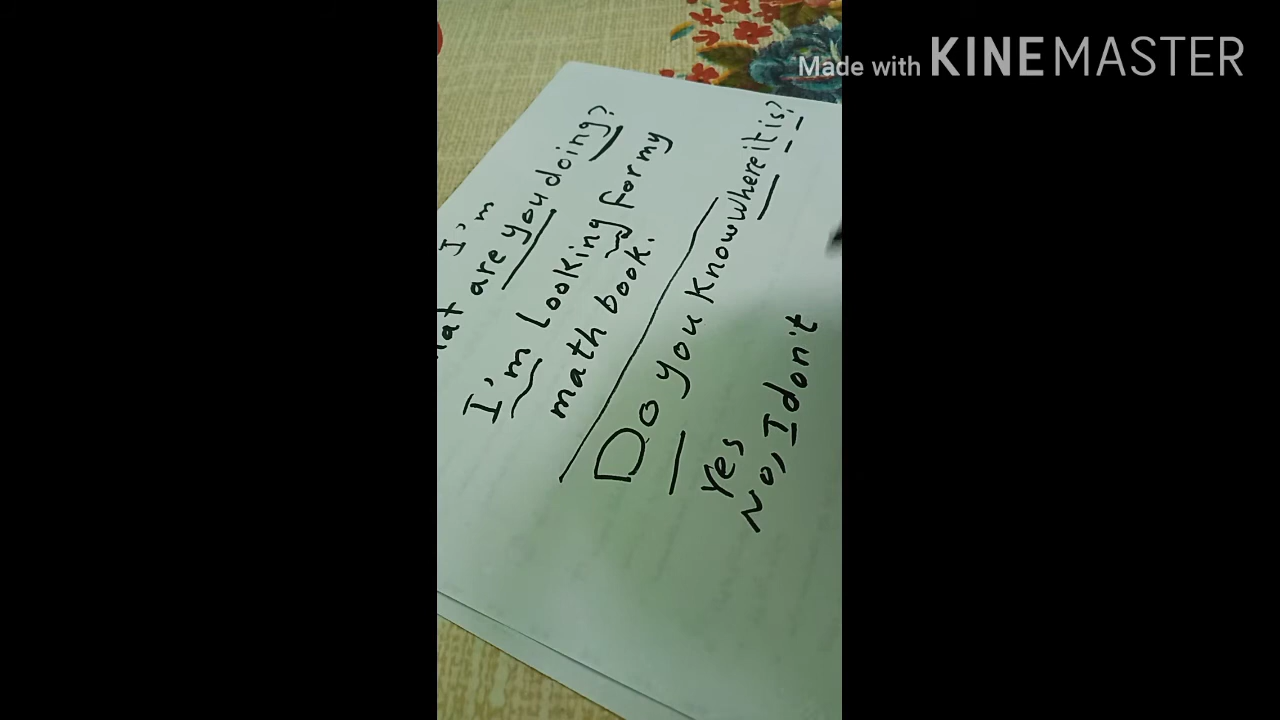 Made with KINEMASTER
I'm
are you doing?
I'm looking for my
math book.
Do you know where it is?
Yes
No, I don't